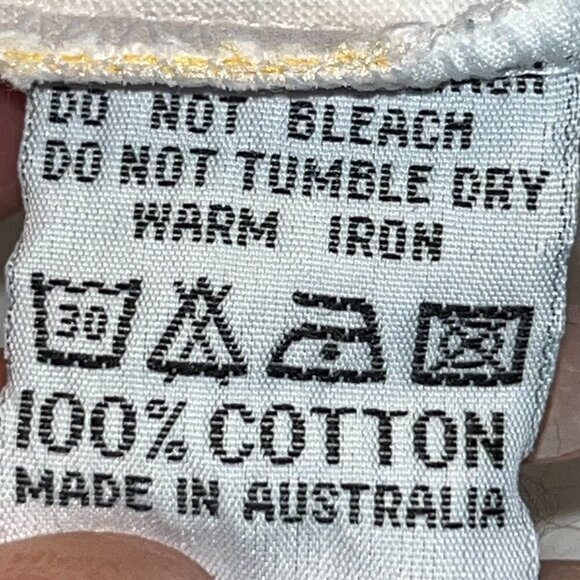 DO NOT BLEACH
DO NOT TUMBLE DRY
WARM IRON
30
100% COTTON
MADE IN AUSTRALIA